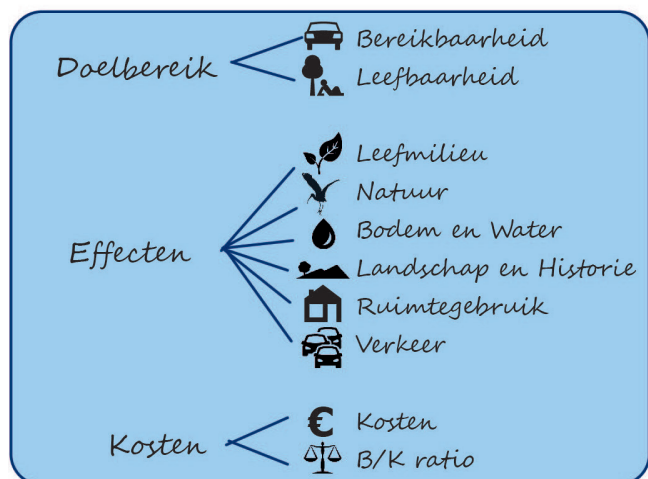 Doelbereik
Bereikbaarheid
Leefbaarheid
Effecten
Leefmilieu
Natuur
Bodem en Water
Landschap en Historie
Ruimtegebruik
Verkeer
Kosten
€ Kosten
B/K ratio